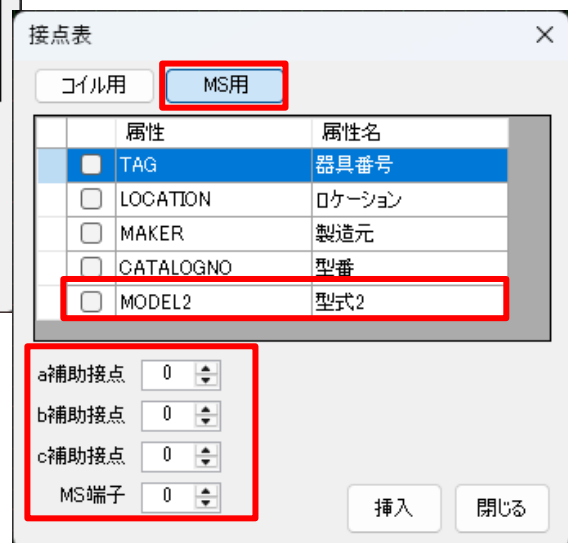 接点表
コイル用 MS用
属性 属性名
TAG 器具番号
LOCATION ロケーション
MAKER 製造元
CATALOGNO 型番
MODEL2 型式2
a補助接点 0
b補助接点 0
c補助接点 0
MS端子 0
挿入 閉じる